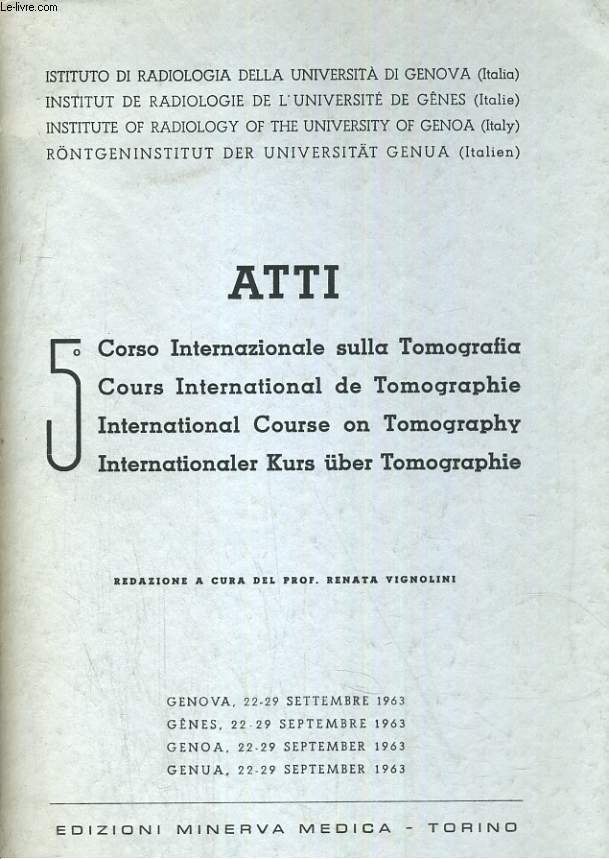 Le-livre.com
ISTITUTO DI RADIOLOGIA DELLA UNIVERSITÀ DI GENOVA (Italia)
INSTITUT DE RADIOLOGIE DE L'UNIVERSITÉ DE GÊNES (Italie)
INSTITUTE OF RADIOLOGY OF THE UNIVERSITY OF GENOA (Italy)
RÖNTGENINSTITUT DER UNIVERSITÄT GENUA (Italien)
ATTI
5°
Corso Internazionale sulla Tomografia
Cours International de Tomographie
International Course on Tomography
Internationaler Kurs über Tomographie
REDAZIONE A CURA DEL PROF. RENATA VIGNOLINI
GENOVA, 22-29 SETTEMBRE 1963
GÊNES, 22-29 SEPTEMBRE 1963
GENOA, 22-29 SEPTEMBER 1963
GENUA, 22-29 SEPTEMBER 1963
EDIZIONI MINERVA MEDICA - TORINO